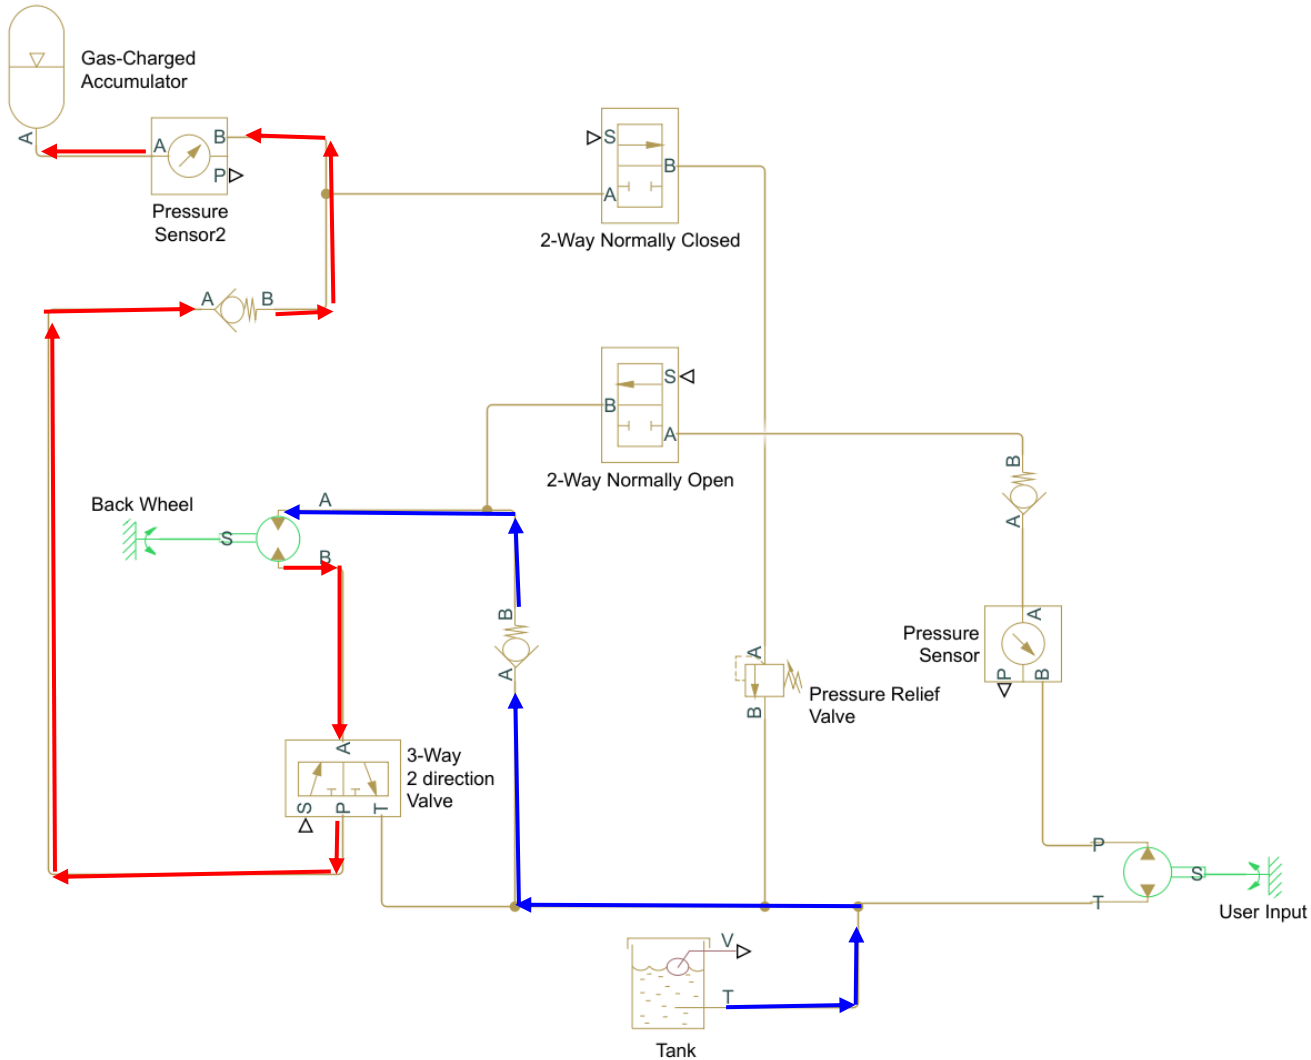 Gas-Charged
Accumulator
A
A
B
P
Pressure
Sensor2
S
B
A
2-Way Normally Closed
A
B
S
B
A
2-Way Normally Open
B
A
Back Wheel
A
S
B
B
A
A
Pressure
Sensor
P
B
A
Pressure Relief
Valve
B
A
3-Way
2 direction
Valve
S
P
T
P
S
T
User Input
V
T
Tank